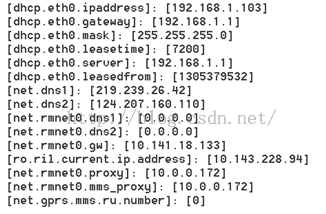 [dhcp.eth0.ipaddress]: [192.168.1.103]
[dhcp.eth0.gateway]: [192.168.1.1]
[dhcp.eth0.mask]: [255.255.255.0]
[dhcp.eth0.leasetime]: [7200]
[dhcp.eth0.server]: [192.168.1.1]
[dhcp.eth0.leasedfrom]: [1305379532]
[net.dns1]: [219.239.26.42]
[net.dns2]: [124.207.160.110]
[net.rmnet0.dns1]: [0.0.0.0]
[net.rmnet0.dns2]: [0.0.0.0]
[net.rmnet0.gw]: [10.141.18.133]
[ro.ril.current.ip.address]: [10.143.228.94]
[net.rmnet0.proxy]: [10.0.0.172]
[net.rmnet0.mms_proxy]: [10.0.0.172]
[net.gprs.mms.ru.number]: [0]